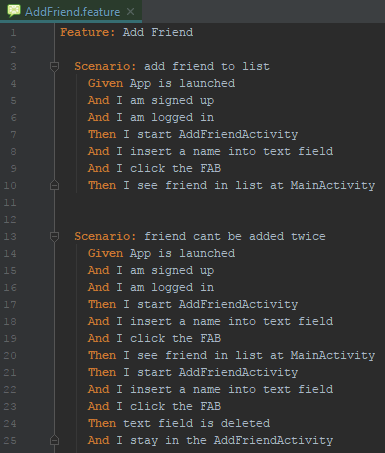 AddFriend.feature
1 Feature: Add Friend
2
3 Scenario: add friend to list
4 Given App is launched
5 And I am signed up
6 And I am logged in
7 Then I start AddFriendActivity
8 And I insert a name into text field
9 And I click the FAB
10 Then I see friend in list at MainActivity
11
12
13 Scenario: friend cant be added twice
14 Given App is launched
15 And I am signed up
16 And I am logged in
17 Then I start AddFriendActivity
18 And I insert a name into text field
19 And I click the FAB
20 Then I see friend in list at MainActivity
21 Then I start AddFriendActivity
22 And I insert a name into text field
23 And I click the FAB
24 Then text field is deleted
25 And I stay in the AddFriendActivity